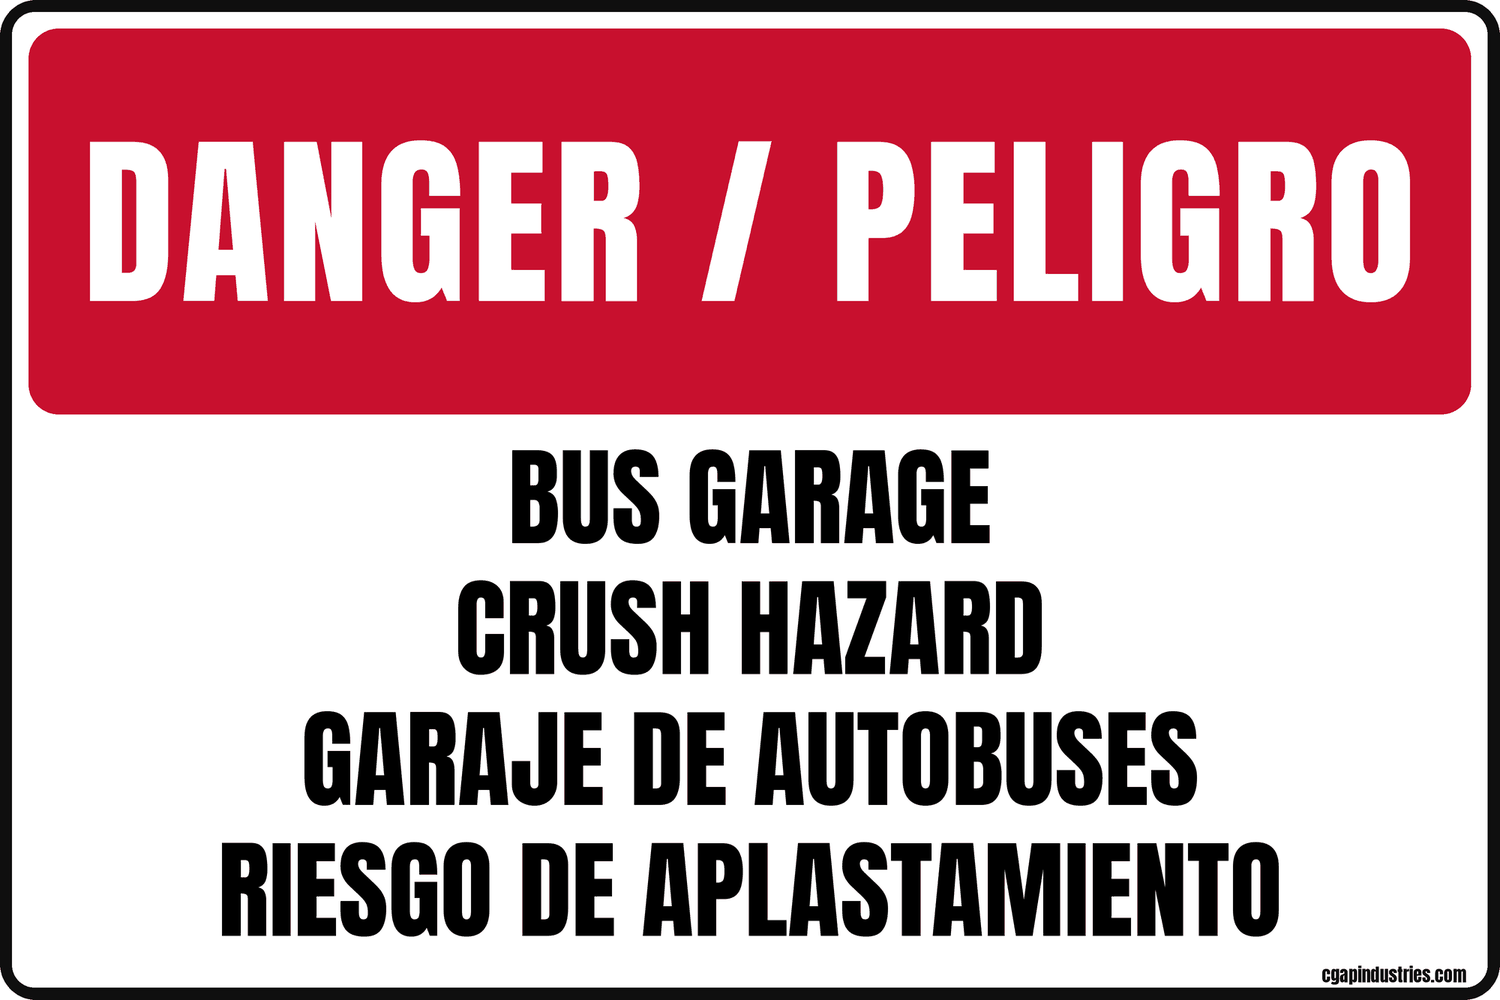 DANGER / PELIGRO
BUS GARAGE
CRUSH HAZARD
GARAJE DE AUTOBUSES
RIESGO DE APLASTAMIENTO
cgapindustries.com